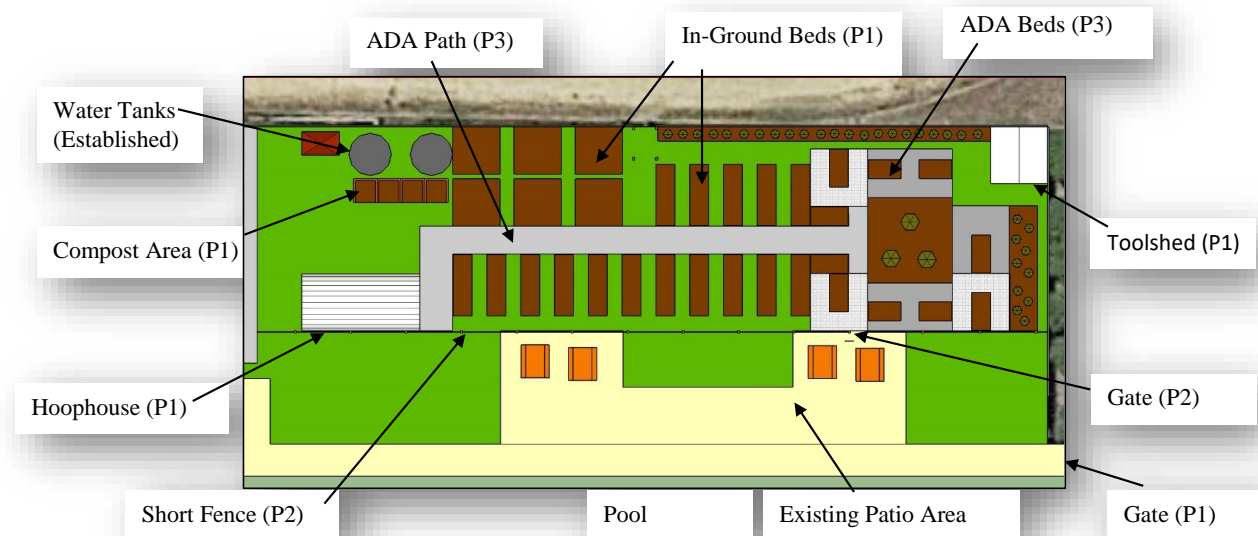 ADA Path (P3)
In-Ground Beds (P1)
ADA Beds (P3)
Water Tanks
(Established)
Compost Area (P1)
Toolshed (P1)
Hoophouse (P1)
Gate (P2)
Short Fence (P2)
Pool
Existing Patio Area
Gate (P1)